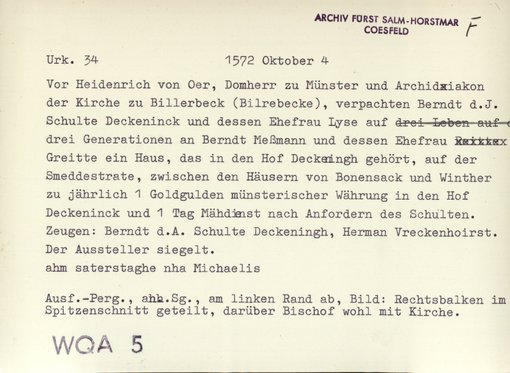 ARCHIV FÜRST SALM-HORSTMAR
COESFELD
F
Urk. 34 1572 Oktober 4
Vor Heidenrich von Oer, Domherr zu Münster und Archidiakon
der Kirche zu Billerbeck (Bilrebecke), verpachten Berndt d.J.
Schulte Deckeninck und dessen Ehefrau Lyse auf drei Leben auf
drei Generationen an Berndt Meßmann und dessen Ehefrau
Greitte ein Haus, das in den Hof Deckeningh gehört, auf der
Smeddestrate, zwischen den Häusern von Bonensack und Winther
zu jährlich 1 Goldgulden münsterischer Währung in den Hof
Deckeninck und 1 Tag Mähdienst nach Anfordern des Schulten.
Zeugen: Berndt d.A. Schulte Deckeningh, Herman Vreckenhoirst.
Der Aussteller siegelt.
ahm saterstaghe nha Michaelis
Ausf.-Perg., anh.Sg., am linken Rand ab, Bild: Rechtsbalken im
Spitzenschnitt geteilt, darüber Bischof wohl mit Kirche.
WQA 5